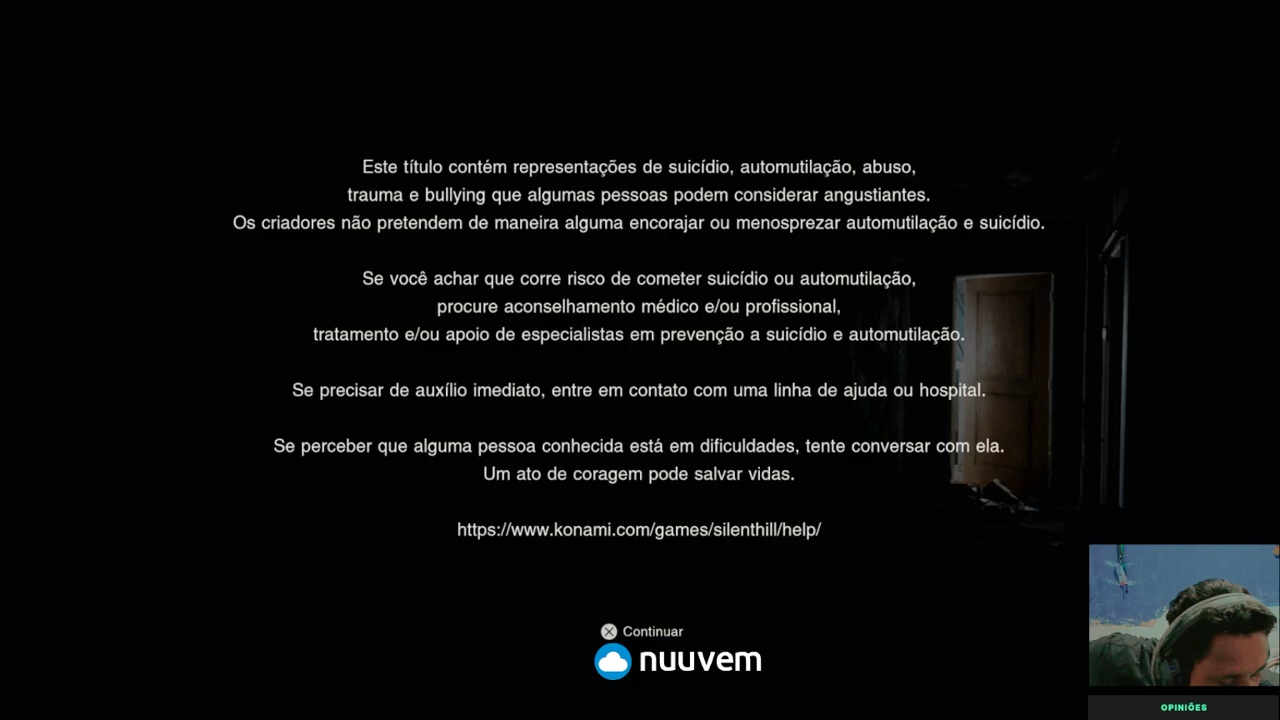 Este título contém representações de suicídio, automutilação, abuso,
trauma e bullying que algumas pessoas podem considerar angustiantes.
Os criadores não pretendem de maneira alguma encorajar ou menosprezar automutilação e suicídio.
Se você achar que corre risco de cometer suicídio ou automutilação,
procure aconselhamento médico e/ou profissional,
tratamento e/ou apoio de especialistas em prevenção a suicídio e automutilação.
Se precisar de auxílio imediato, entre em contato com uma linha de ajuda ou hospital.
Se perceber que alguma pessoa conhecida está em dificuldades, tente conversar com ela.
Um ato de coragem pode salvar vidas.
https://www.konami.com/games/silenthill/help/
Continuar
nuuvem
OPINIÕES